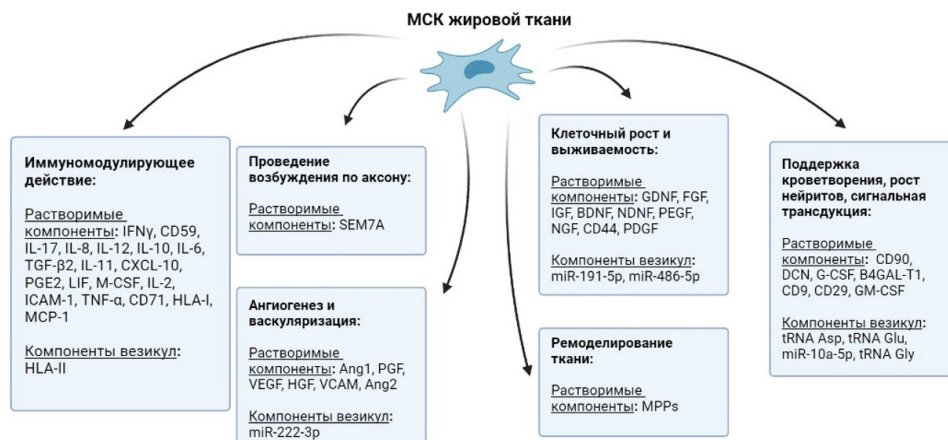 МСК жировой ткани
Иммуномодулирующее
действие:
Растворимые
компоненты: IFNγ, CD59,
IL-17, IL-8, IL-12, IL-10, IL-6,
TGF-β2, IL-11, CXCL-10,
PGE2, LIF, M-CSF, IL-2,
ICAM-1, TNF-α, CD71, HLA-I,
MCP-1
Компоненты везикул:
HLA-II
Проведение
возбуждения по аксону:
Растворимые
компоненты: SEM7A
Ангиогенез и
васкуляризация:
Растворимые
компоненты: Ang1, PGF,
VEGF, HGF, VCAM, Ang2
Компоненты везикул:
miR-222-3p
Клеточный рост и
выживаемость:
Растворимые
компоненты: GDNF, FGF,
IGF, BDNF, NDNF, PEGF,
NGF, CD44, PDGF
Компоненты везикул:
miR-191-5p, miR-486-5p
Ремоделирование
ткани:
Растворимые
компоненты: MPPs
Поддержка
кроветворения, рост
нейритов, сигнальная
трансдукция:
Растворимые
компоненты: CD90,
DCN, G-CSF, B4GAL-T1,
CD9, CD29, GM-CSF
Компоненты везикул:
tRNA Asp, tRNA Glu,
miR-10a-5p, tRNA Gly